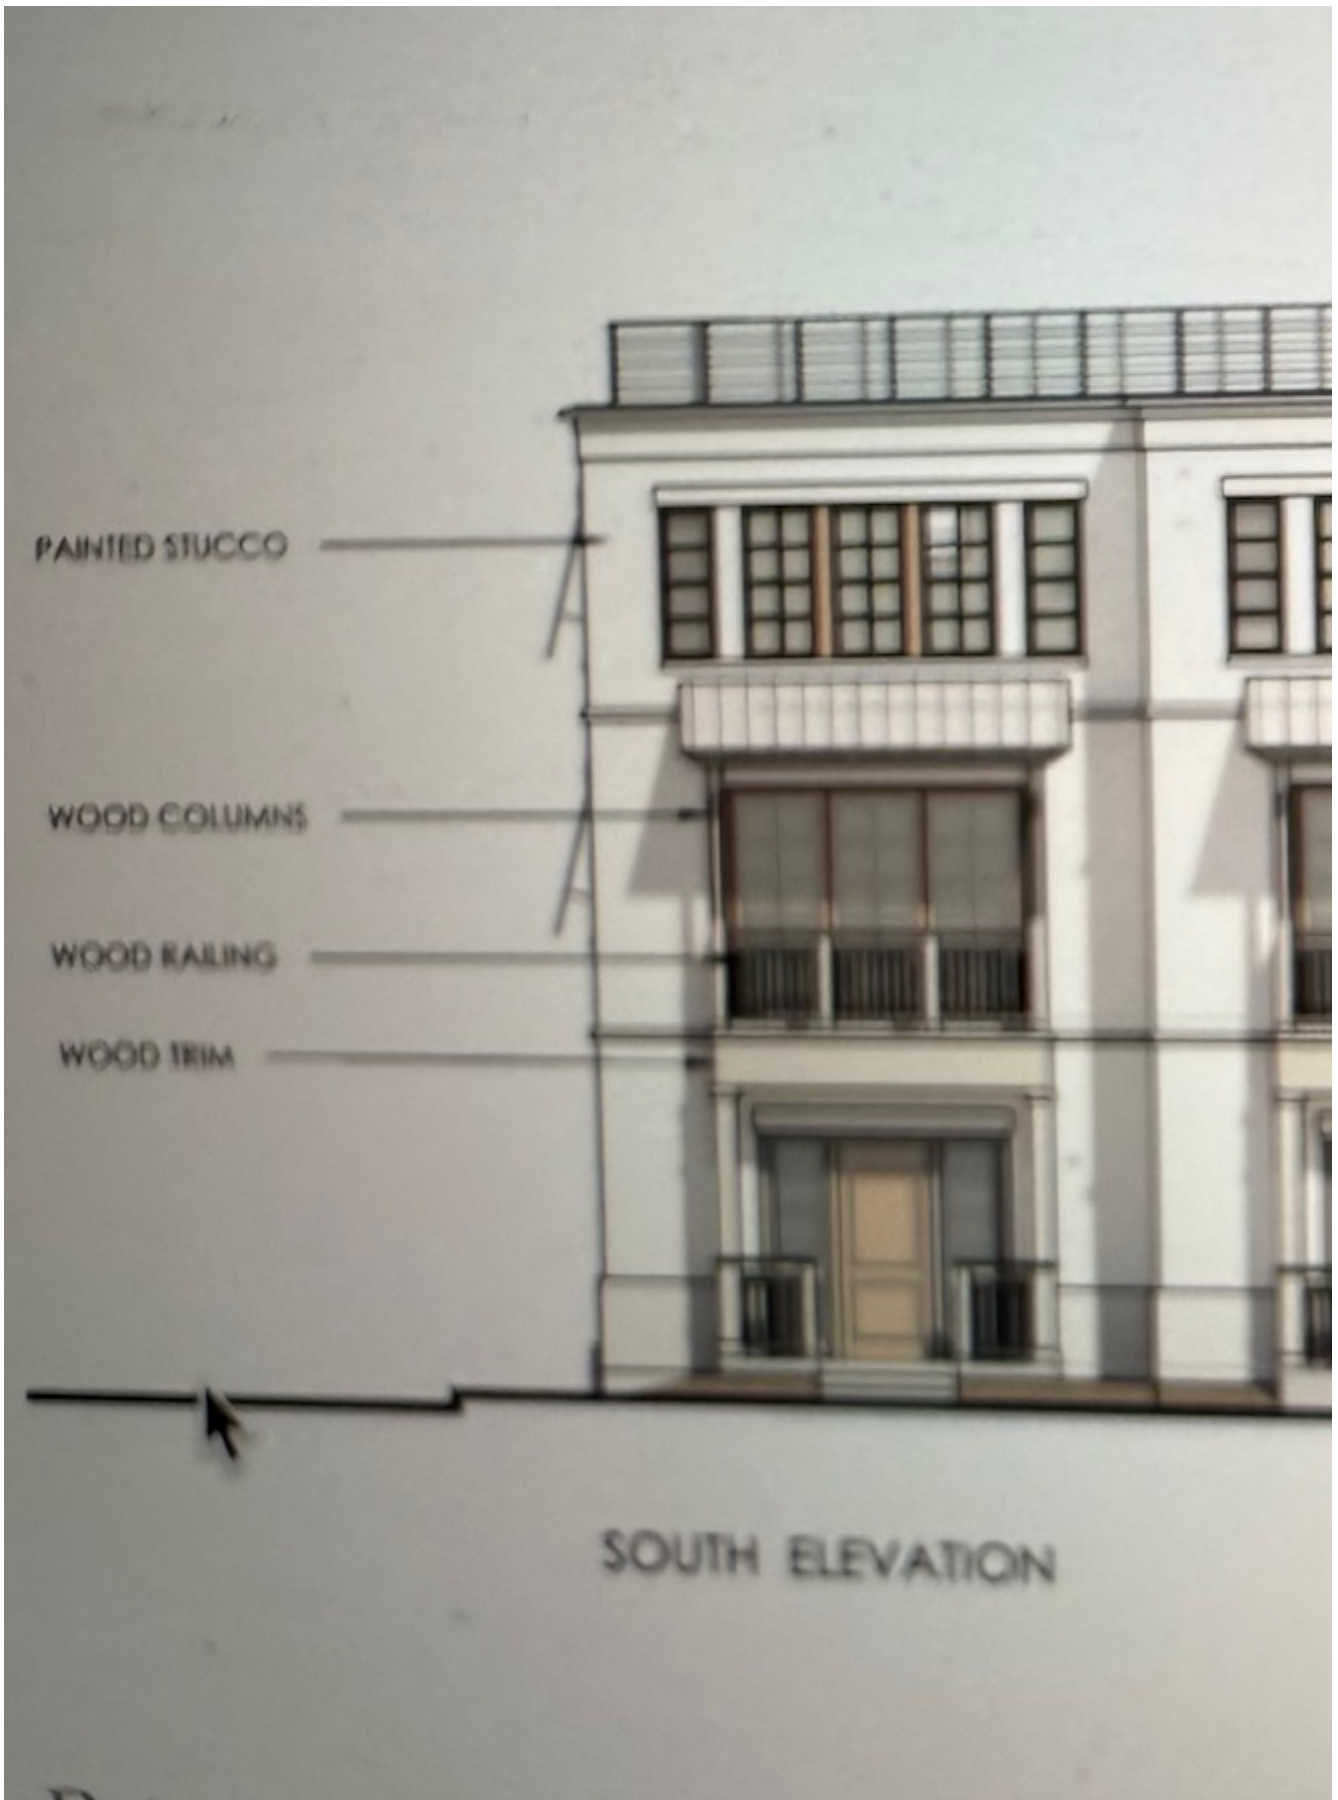 PAINTED STUCCO
WOOD COLUMNS
WOOD RAILING
WOOD TRIM
SOUTH ELEVATION